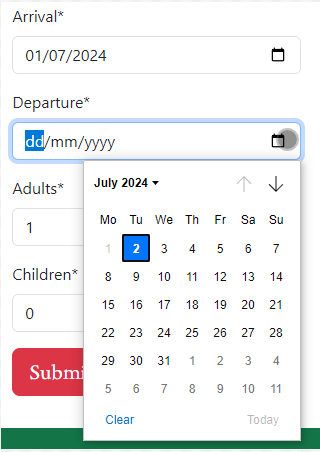 Arrival*
01/07/2024
Departure*
dd/mm/yyyy
July 2024
Mo Tu We Th Fr Sa Su
1 2 3 4 5 6 7
8 9 10 11 12 13 14
15 16 17 18 19 20 21
22 23 24 25 26 27 28
29 30 31 1 2 3 4
5 6 7 8 9 10 11
Clear Today
Adults*
1
Children*
0
Submi